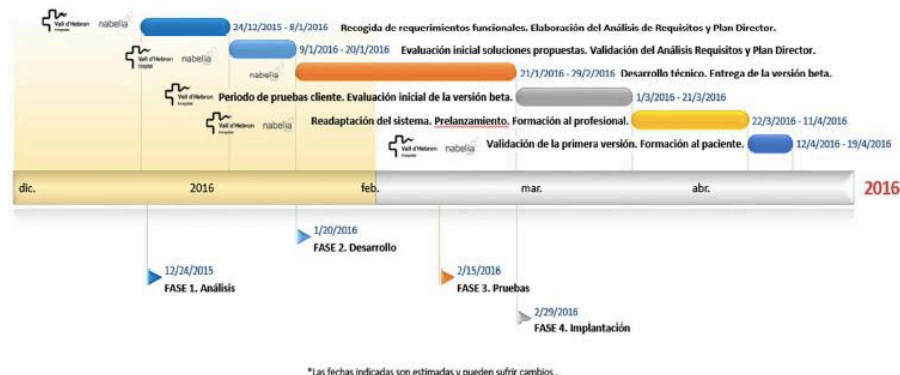 Vall d'Hebron Hospital nabelia 24/12/2015 - 8/1/2016 Recogida de requerimientos funcionales. Elaboración del Análisis de Requisitos y Plan Director.
Vall d'Hebron Hospital nabelia 9/1/2016 - 20/1/2016 Evaluación inicial soluciones propuestas. Validación del Análisis Requisitos y Plan Director.
nabelia 21/1/2016 - 29/2/2016 Desarrollo técnico. Entrega de la versión beta.
Vall d'Hebron Hospital Periodo de pruebas cliente. Evaluación inicial de la versión beta. 1/3/2016 - 21/3/2016
Vall d'Hebron Hospital nabelia Readaptación del sistema. Prelanzamiento. Formación al profesional. 22/3/2016 - 11/4/2016
Vall d'Hebron Hospital nabelia Validación de la primera versión. Formación al paciente. 12/4/2016 - 19/4/2016
dic. 2016 feb. mar. abr. 2016
1/20/2016
FASE 2. Desarrollo
12/24/2015
FASE 1. Análisis
2/15/2016
FASE 3. Pruebas
2/29/2016
FASE 4. Implantación
*Las fechas indicadas son estimadas y pueden sufrir cambios.